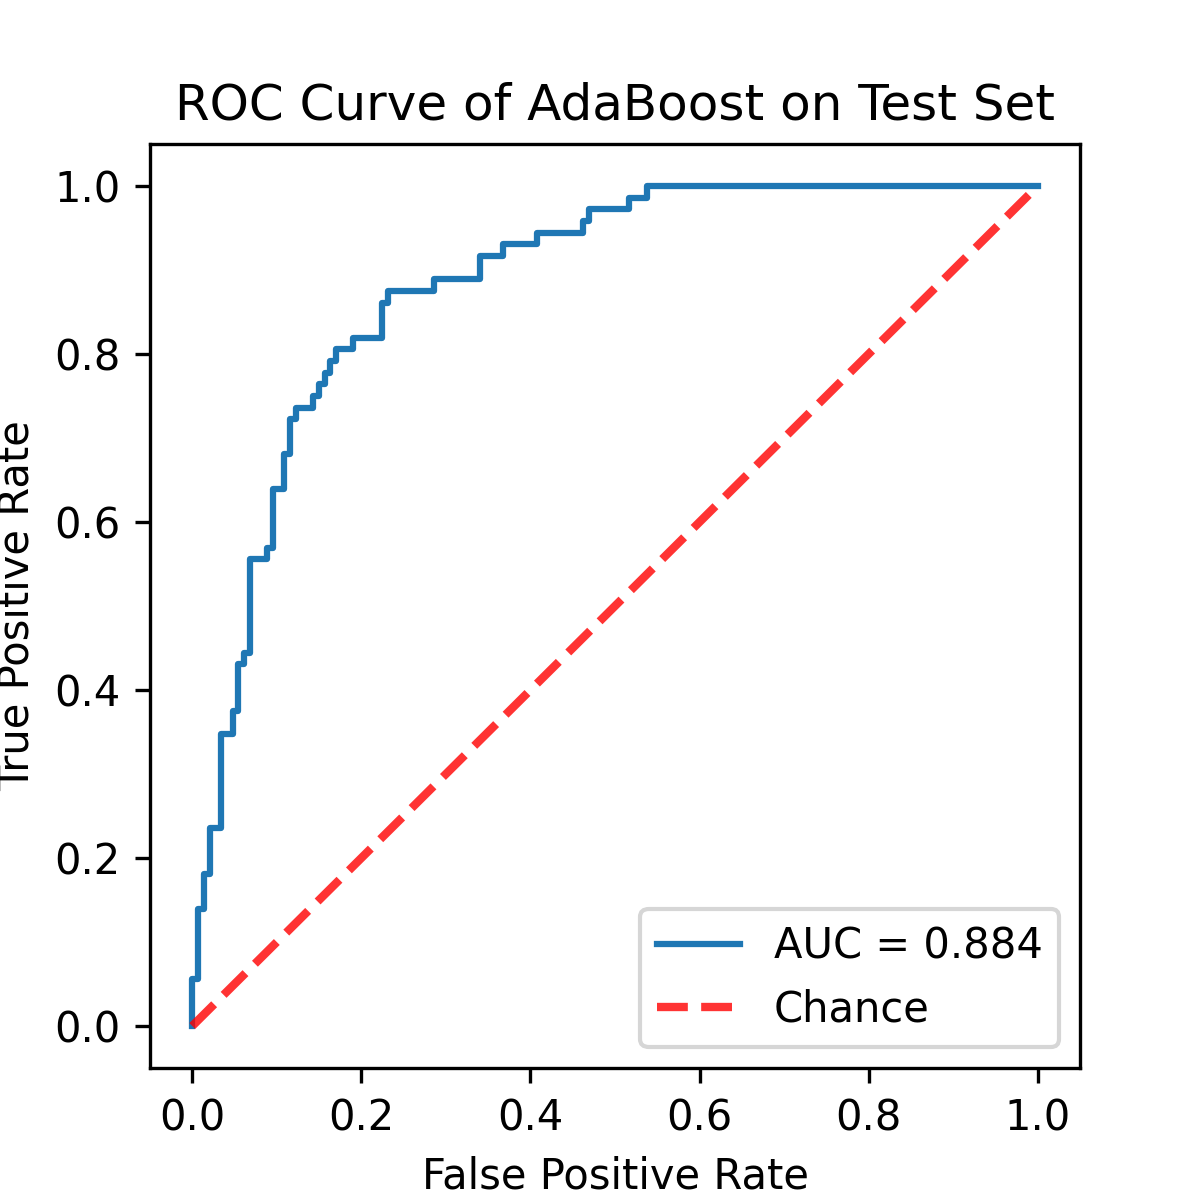 ROC Curve of AdaBoost on Test Set
True Positive Rate
1.0
0.8
0.6
0.4
0.2
0.0
AUC = 0.884
Chance
0.0 0.2 0.4 0.6 0.8 1.0
False Positive Rate